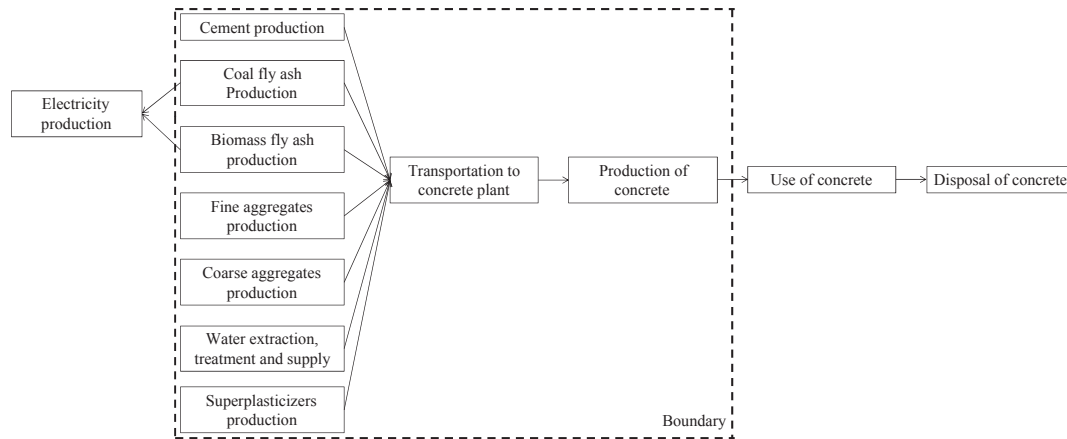 Cement production
Coal fly ash
Production
Electricity
production
Biomass fly ash
production
Transportation to
concrete plant
Production of
concrete
Use of concrete
Disposal of concrete
Fine aggregates
production
Coarse aggregates
production
Water extraction,
treatment and supply
Superplasticizers
production
Boundary